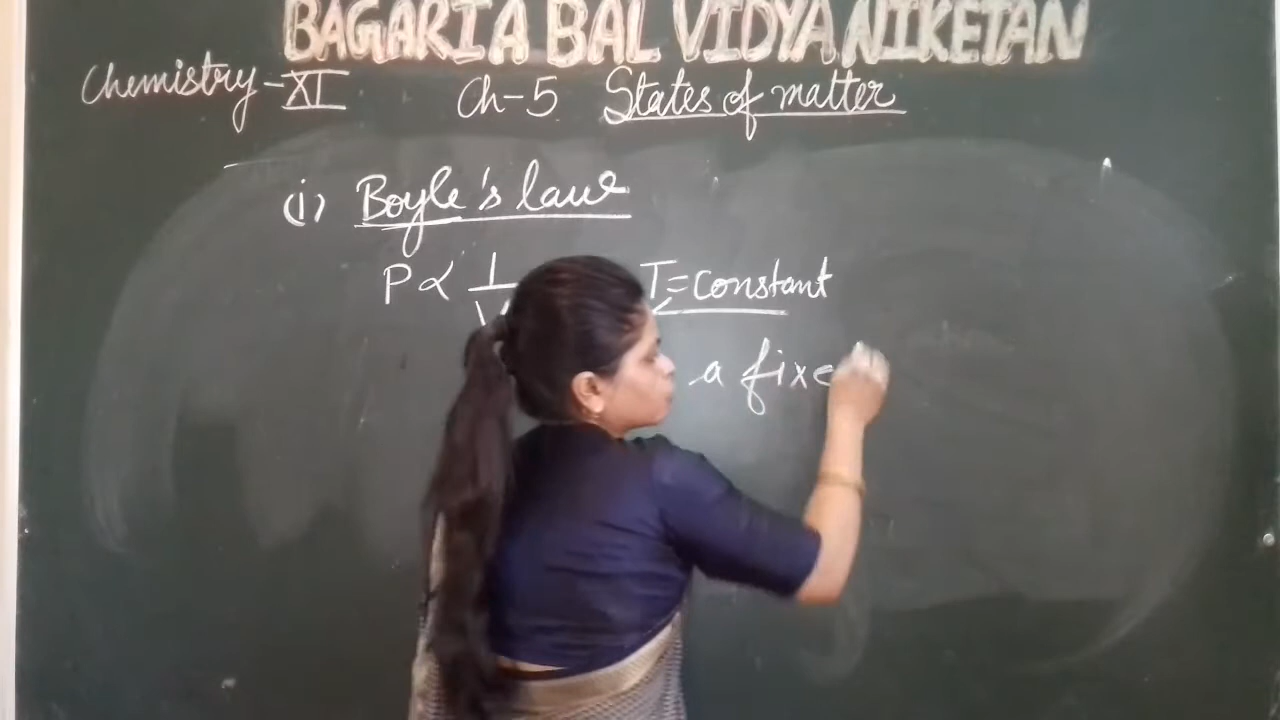 BAGARIA BAL VIDYA NIKETAN
Chemistry-XI Ch-5 States of matter
(i) Boyle's law
P ∝ 1/V T = constant
a fixe